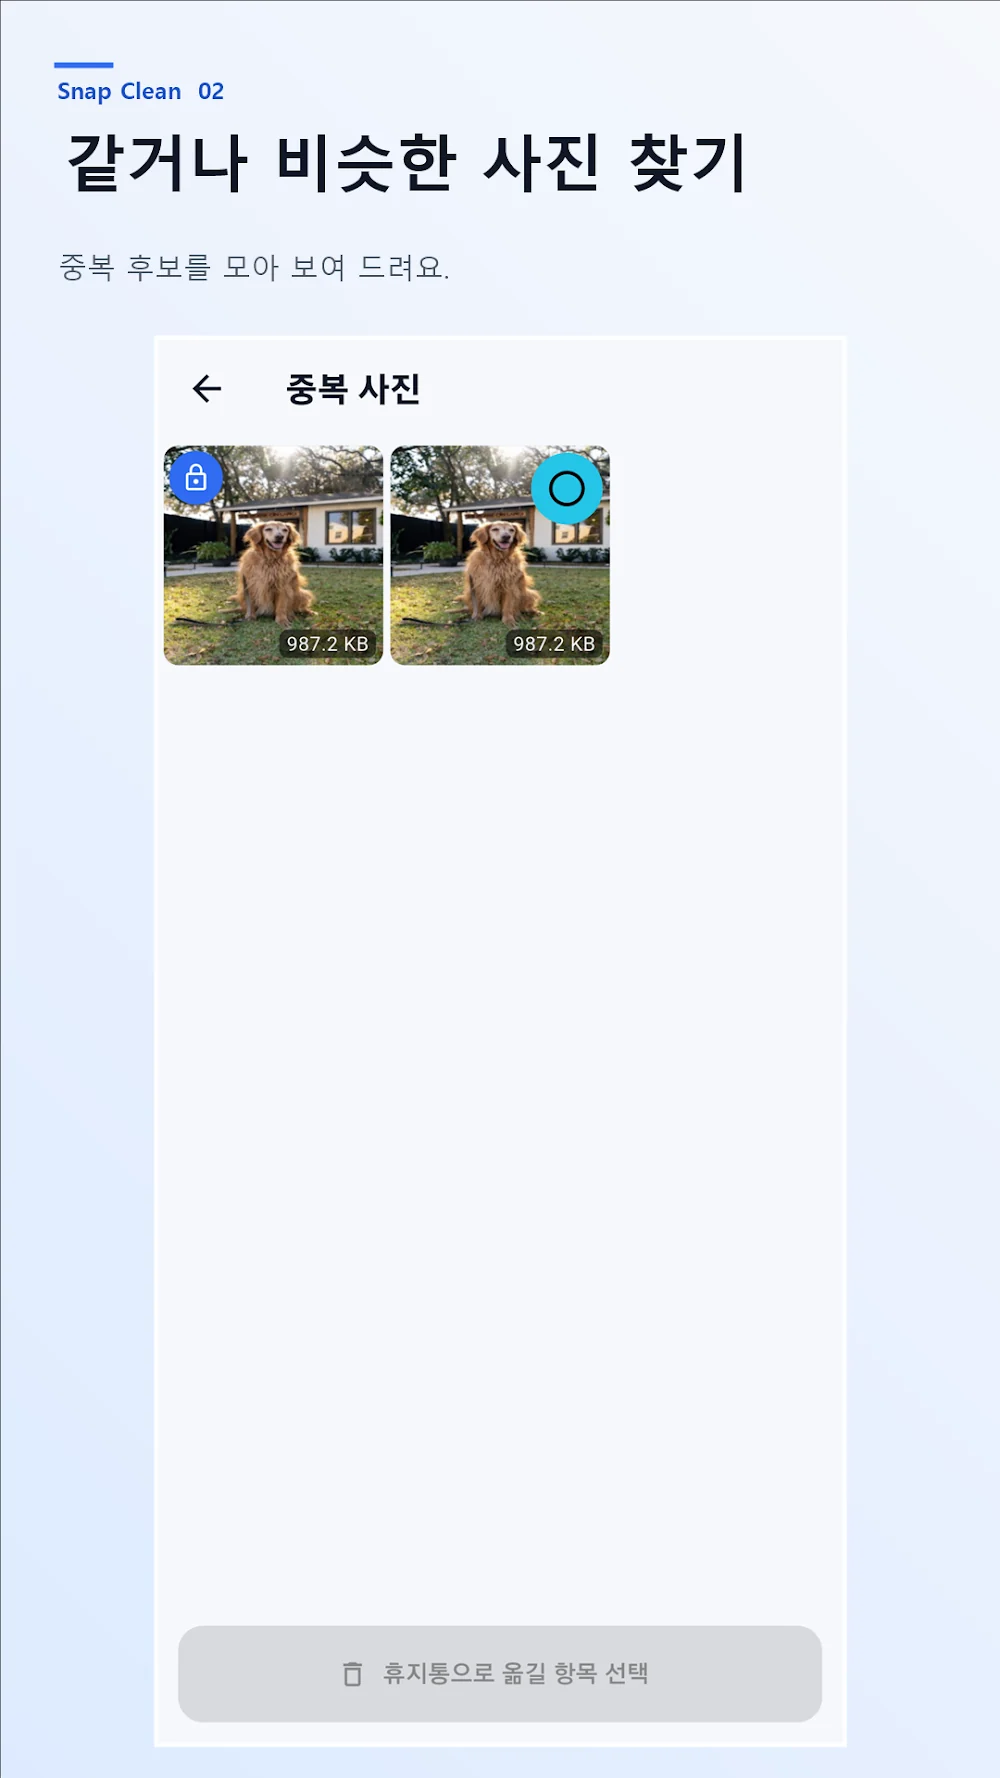 Snap Clean 02
같거나 비슷한 사진 찾기
중복 후보를 모아 보여 드려요.
중복 사진
987.2 KB
987.2 KB
휴지통으로 옮길 항목 선택